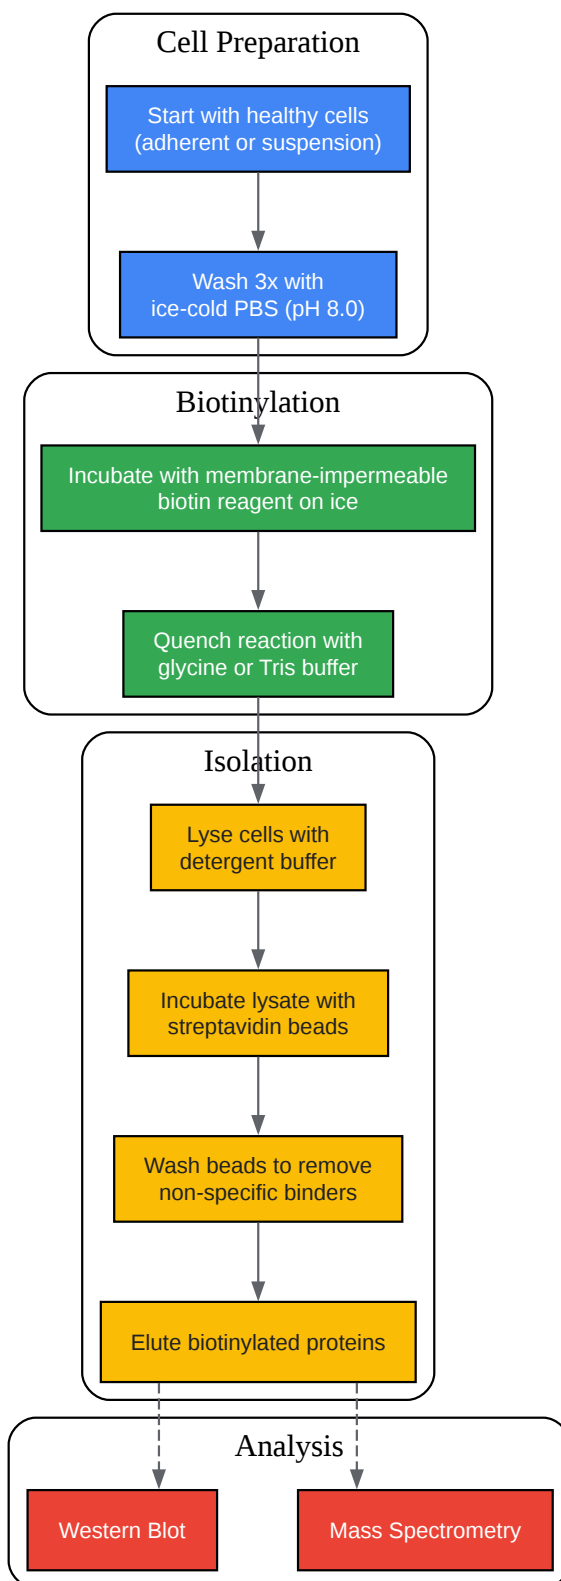 Cell Preparation
Start with healthy cells
(adherent or suspension)
Wash 3x with
ice-cold PBS (pH 8.0)
Biotinylation
Incubate with membrane-impermeable
biotin reagent on ice
Quench reaction with
glycine or Tris buffer
Isolation
Lyse cells with
detergent buffer
Incubate lysate with
streptavidin beads
Wash beads to remove
non-specific binders
Elute biotinylated proteins
Analysis
Western Blot
Mass Spectrometry